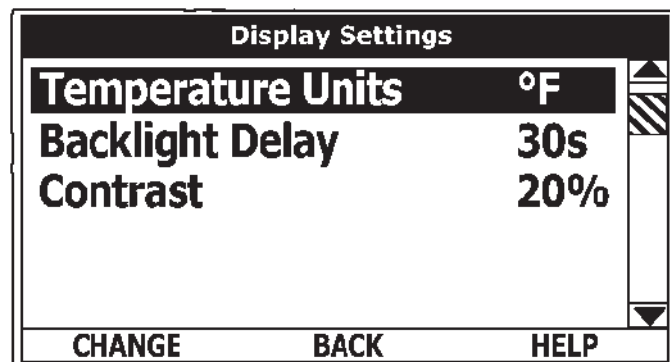 Display Settings
Temperature Units °F
Backlight Delay 30s
Contrast 20%
CHANGE BACK HELP